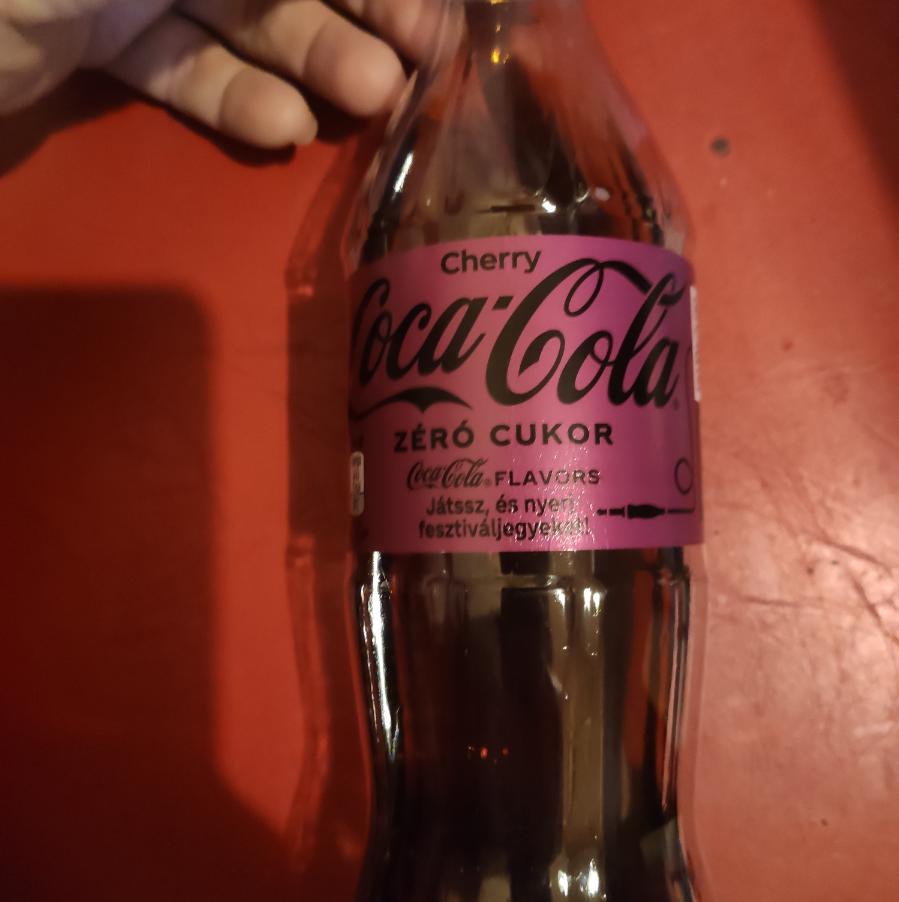 Cherry
Coca-Cola
ZÉRÓ CUKOR
Coca-Cola FLAVORS
Játssz, és nyerj
fesztiváljegyeket!